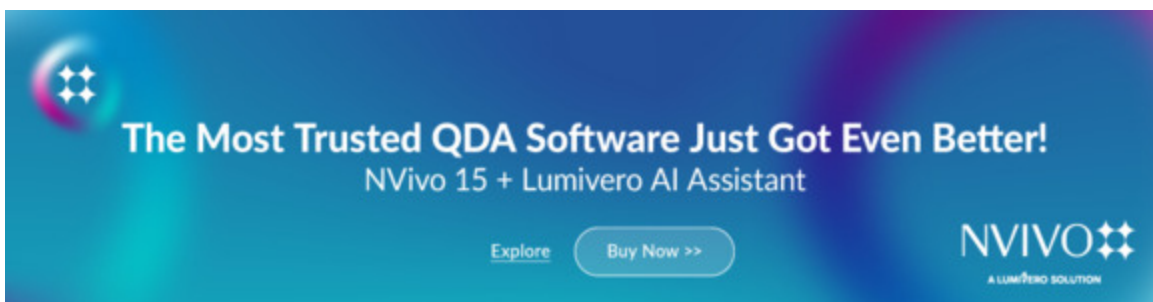 The Most Trusted QDA Software Just Got Even Better!
NVivo 15 + Lumivero AI Assistant
Explore Buy Now >>
NVIVO
A LUMIVERO SOLUTION